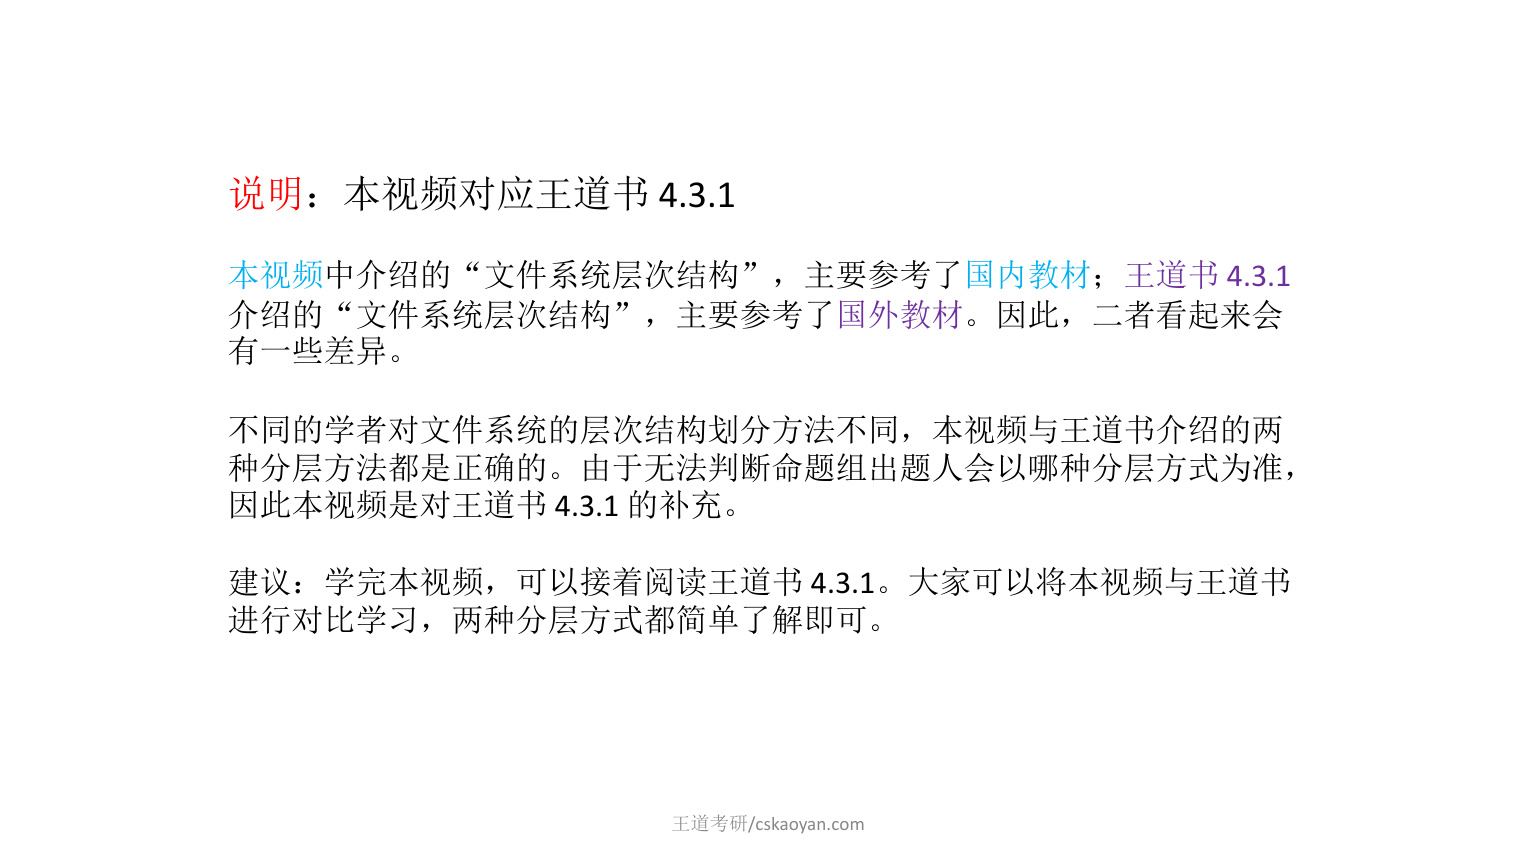 说明：本视频对应王道书 4.3.1
本视频中介绍的“文件系统层次结构”，主要参考了国内教材；王道书 4.3.1
介绍的“文件系统层次结构”，主要参考了国外教材。因此，二者看起来会
有一些差异。
不同的学者对文件系统的层次结构划分方法不同，本视频与王道书介绍的两
种分层方法都是正确的。由于无法判断命题组出题人会以哪种分层方式为准，
因此本视频是对王道书 4.3.1 的补充。
建议：学完本视频，可以接着阅读王道书 4.3.1。大家可以将本视频与王道书
进行对比学习，两种分层方式都简单了解即可。
王道考研/cskaoyan.com